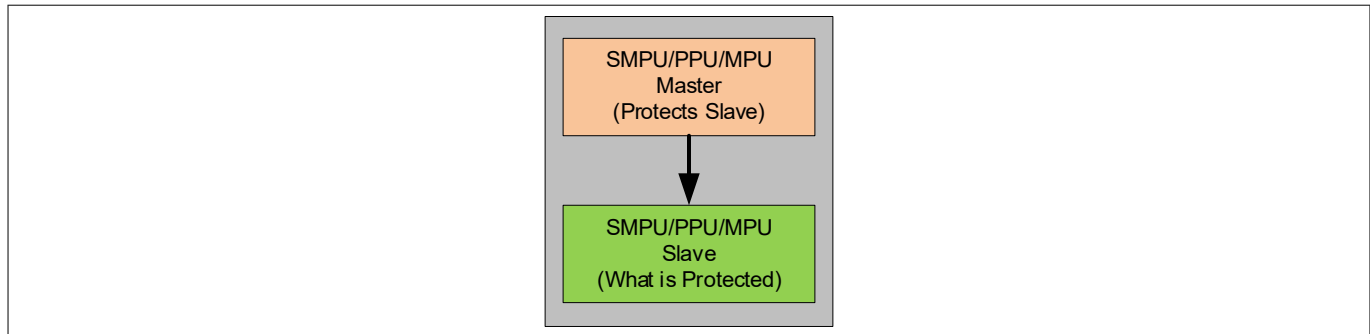 SMPU/PPU/MPU
Master
(Protects Slave)
SMPU/PPU/MPU
Slave
(What is Protected)